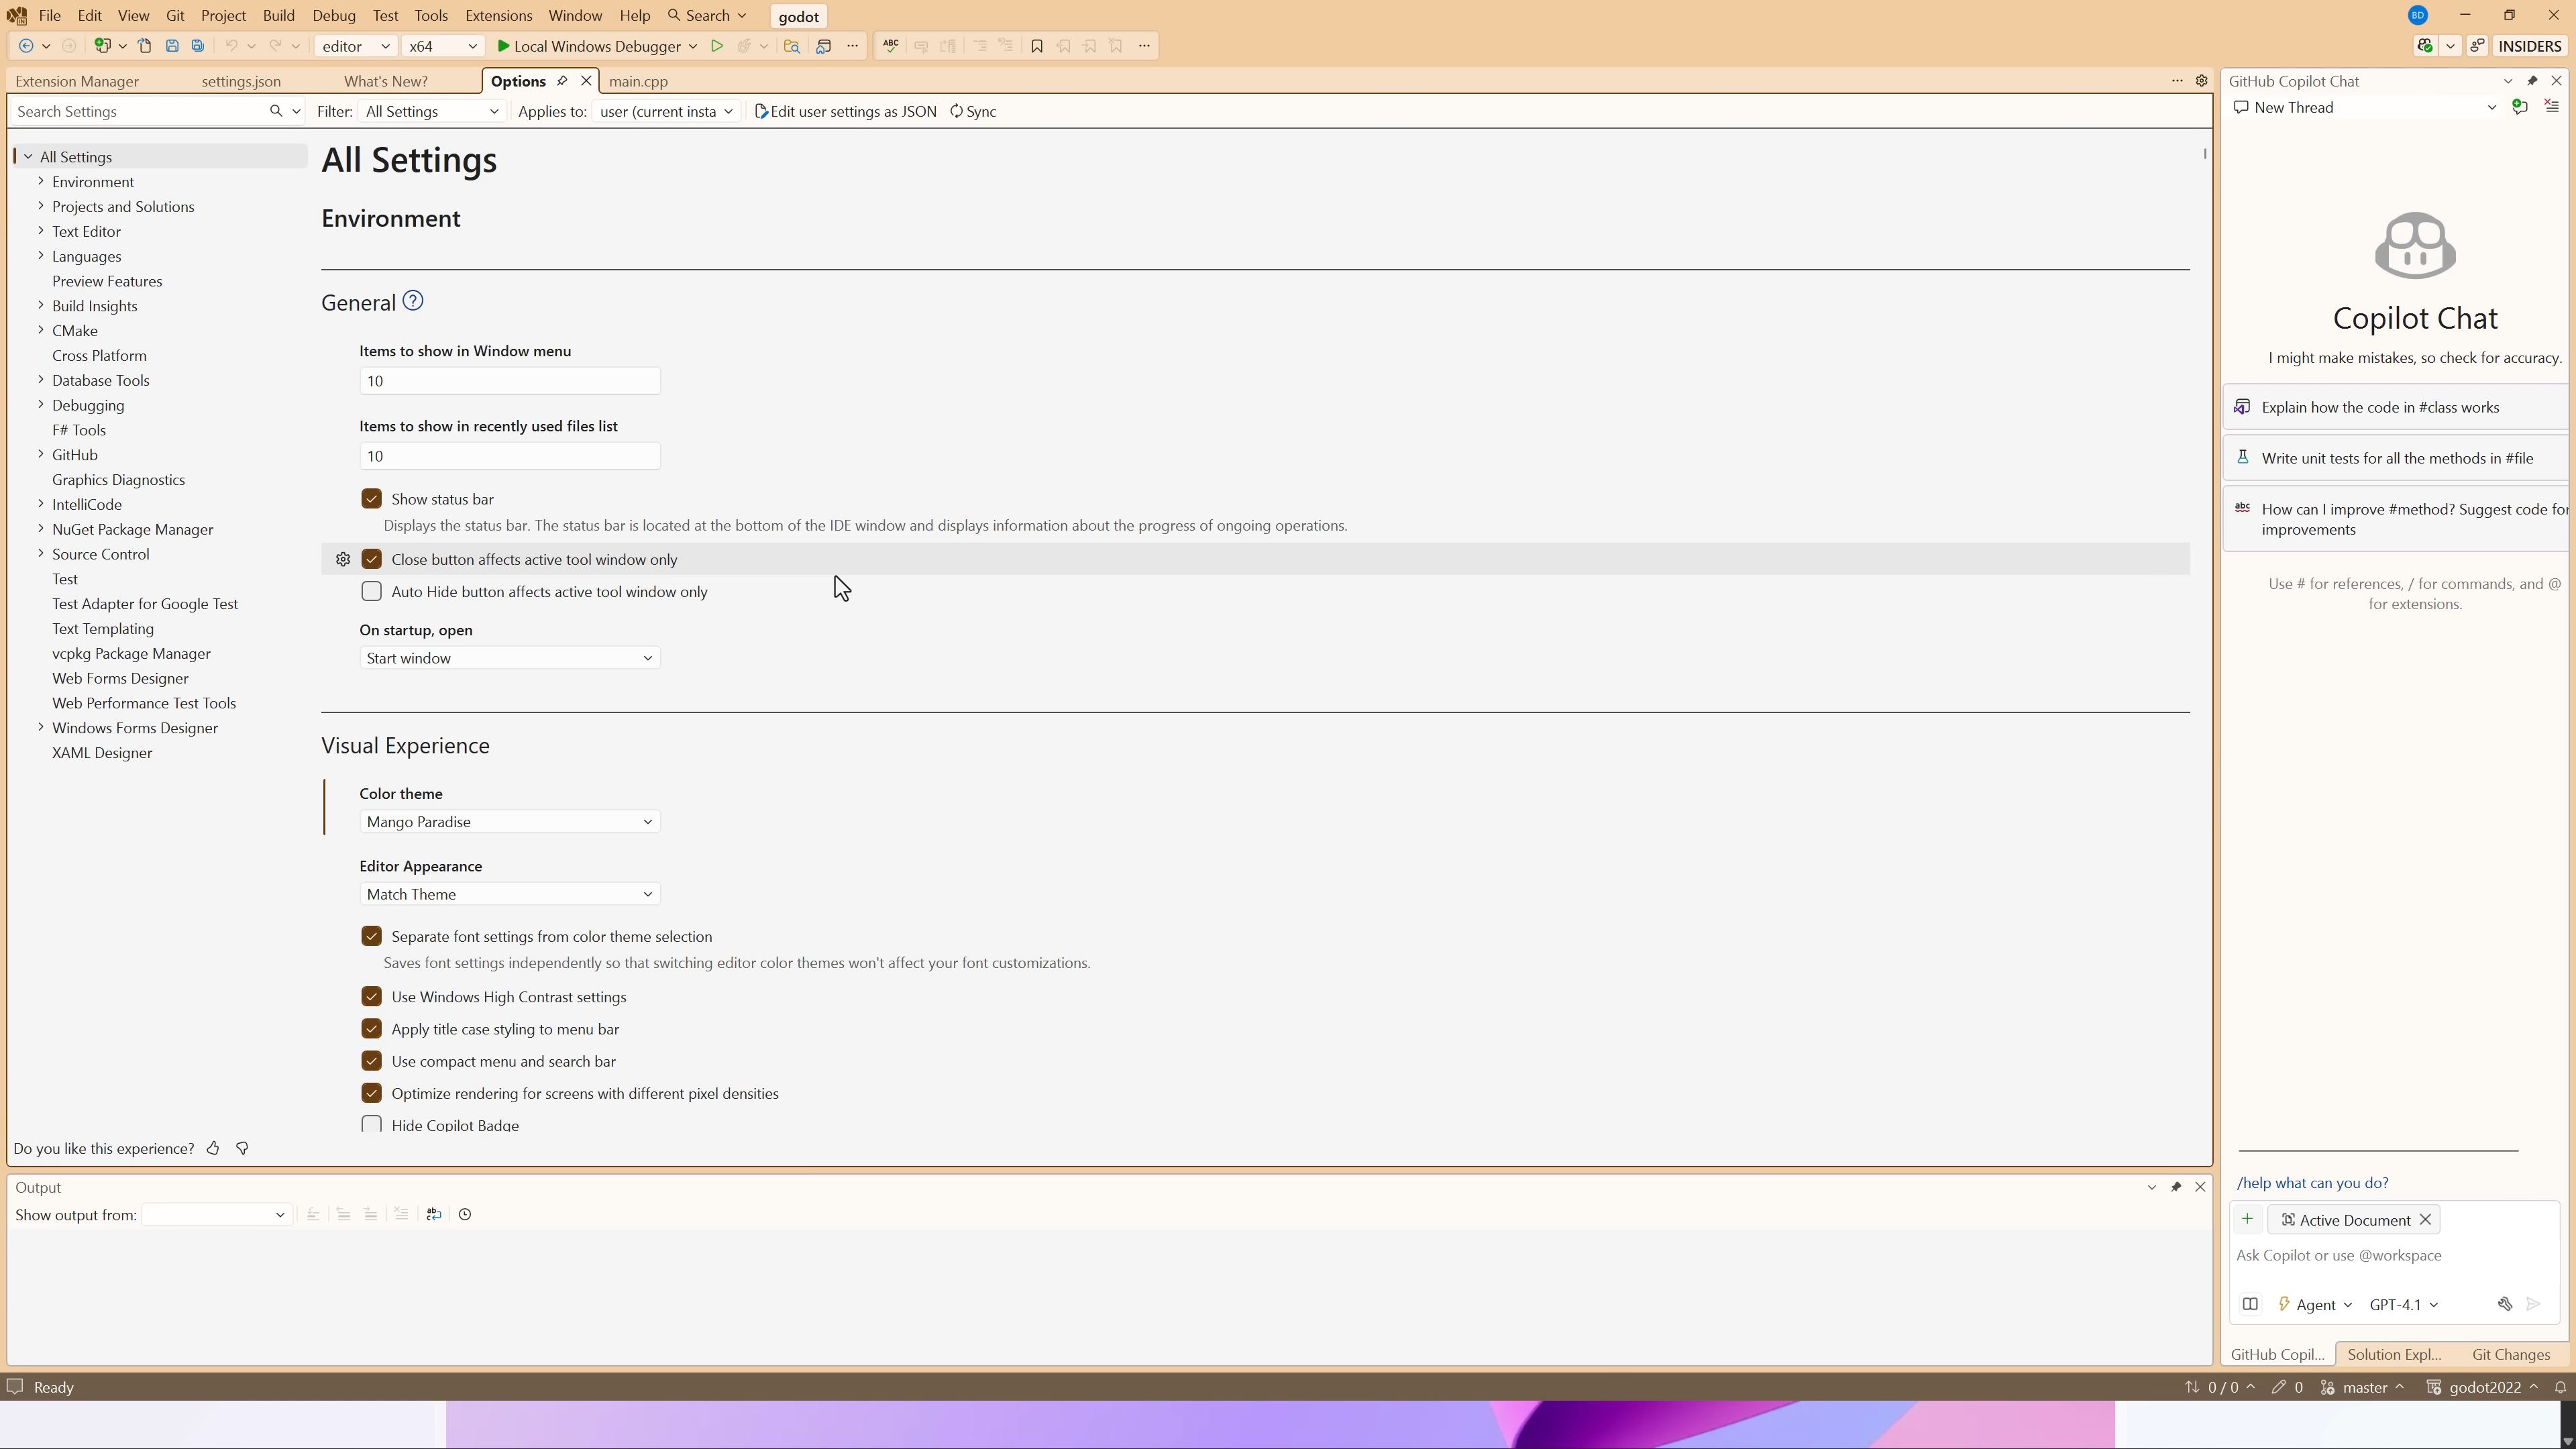 File Edit View Git Project Build Debug Test Tools Extensions Window Help Search godot BD
editor x64 Local Windows Debugger ABC INSIDERS
Extension Manager settings.json What's New? Options main.cpp
Search Settings Filter: All Settings Applies to: user (current insta Edit user settings as JSON Sync
All Settings
Environment
Projects and Solutions
Text Editor
Languages
Preview Features
Build Insights
CMake
Cross Platform
Database Tools
Debugging
F# Tools
GitHub
Graphics Diagnostics
IntelliCode
NuGet Package Manager
Source Control
Test
Test Adapter for Google Test
Text Templating
vcpkg Package Manager
Web Forms Designer
Web Performance Test Tools
Windows Forms Designer
XAML Designer
Do you like this experience?
All Settings
Environment
General ?
Items to show in Window menu
10
Items to show in recently used files list
10
Show status bar
Displays the status bar. The status bar is located at the bottom of the IDE window and displays information about the progress of ongoing operations.
Close button affects active tool window only
Auto Hide button affects active tool window only
On startup, open
Start window
Visual Experience
Color theme
Mango Paradise
Editor Appearance
Match Theme
Separate font settings from color theme selection
Saves font settings independently so that switching editor color themes won't affect your font customizations.
Use Windows High Contrast settings
Apply title case styling to menu bar
Use compact menu and search bar
Optimize rendering for screens with different pixel densities
Hide Copilot Badge
Output
Show output from:
GitHub Copilot Chat
New Thread
Copilot Chat
I might make mistakes, so check for accuracy.
Explain how the code in #class works
Write unit tests for all the methods in #file
abc How can I improve #method? Suggest code for
improvements
Use # for references, / for commands, and @
for extensions.
/help what can you do?
Active Document
Ask Copilot or use @workspace
Agent GPT-4.1
GitHub Copil... Solution Expl... Git Changes
Ready 0 / 0 0 master godot2022